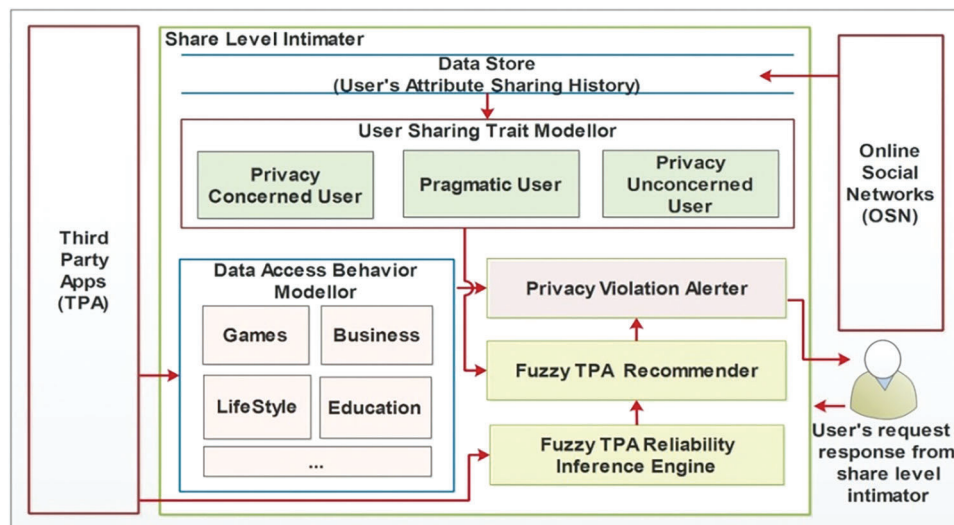 Share Level Intimater
Data Store
(User's Attribute Sharing History)
User Sharing Trait Modellor
Privacy
Concerned User
Pragmatic User
Privacy
Unconcerned
User
Online
Social
Networks
(OSN)
Third
Party
Apps
(TPA)
Data Access Behavior
Modellor
Games
Business
LifeStyle
Education
...
Privacy Violation Alerter
Fuzzy TPA Recommender
Fuzzy TPA Reliability
Inference Engine
User's request
response from
share level
intimator